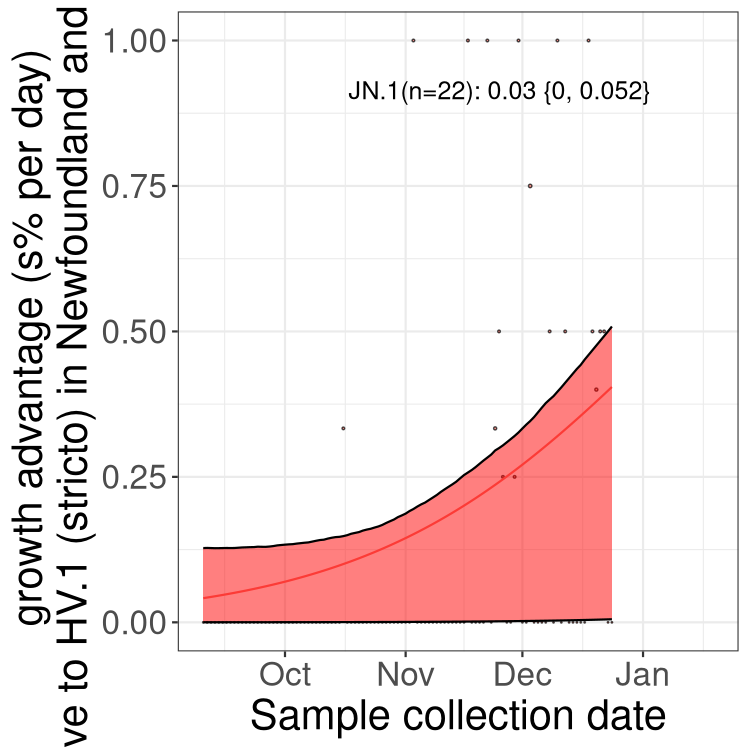 growth advantage (s% per day)
ve to HV.1 (stricto) in Newfoundland and
1.00
0.75
0.50
0.25
0.00
JN.1(n=22): 0.03 {0, 0.052}
Oct Nov Dec Jan
Sample collection date